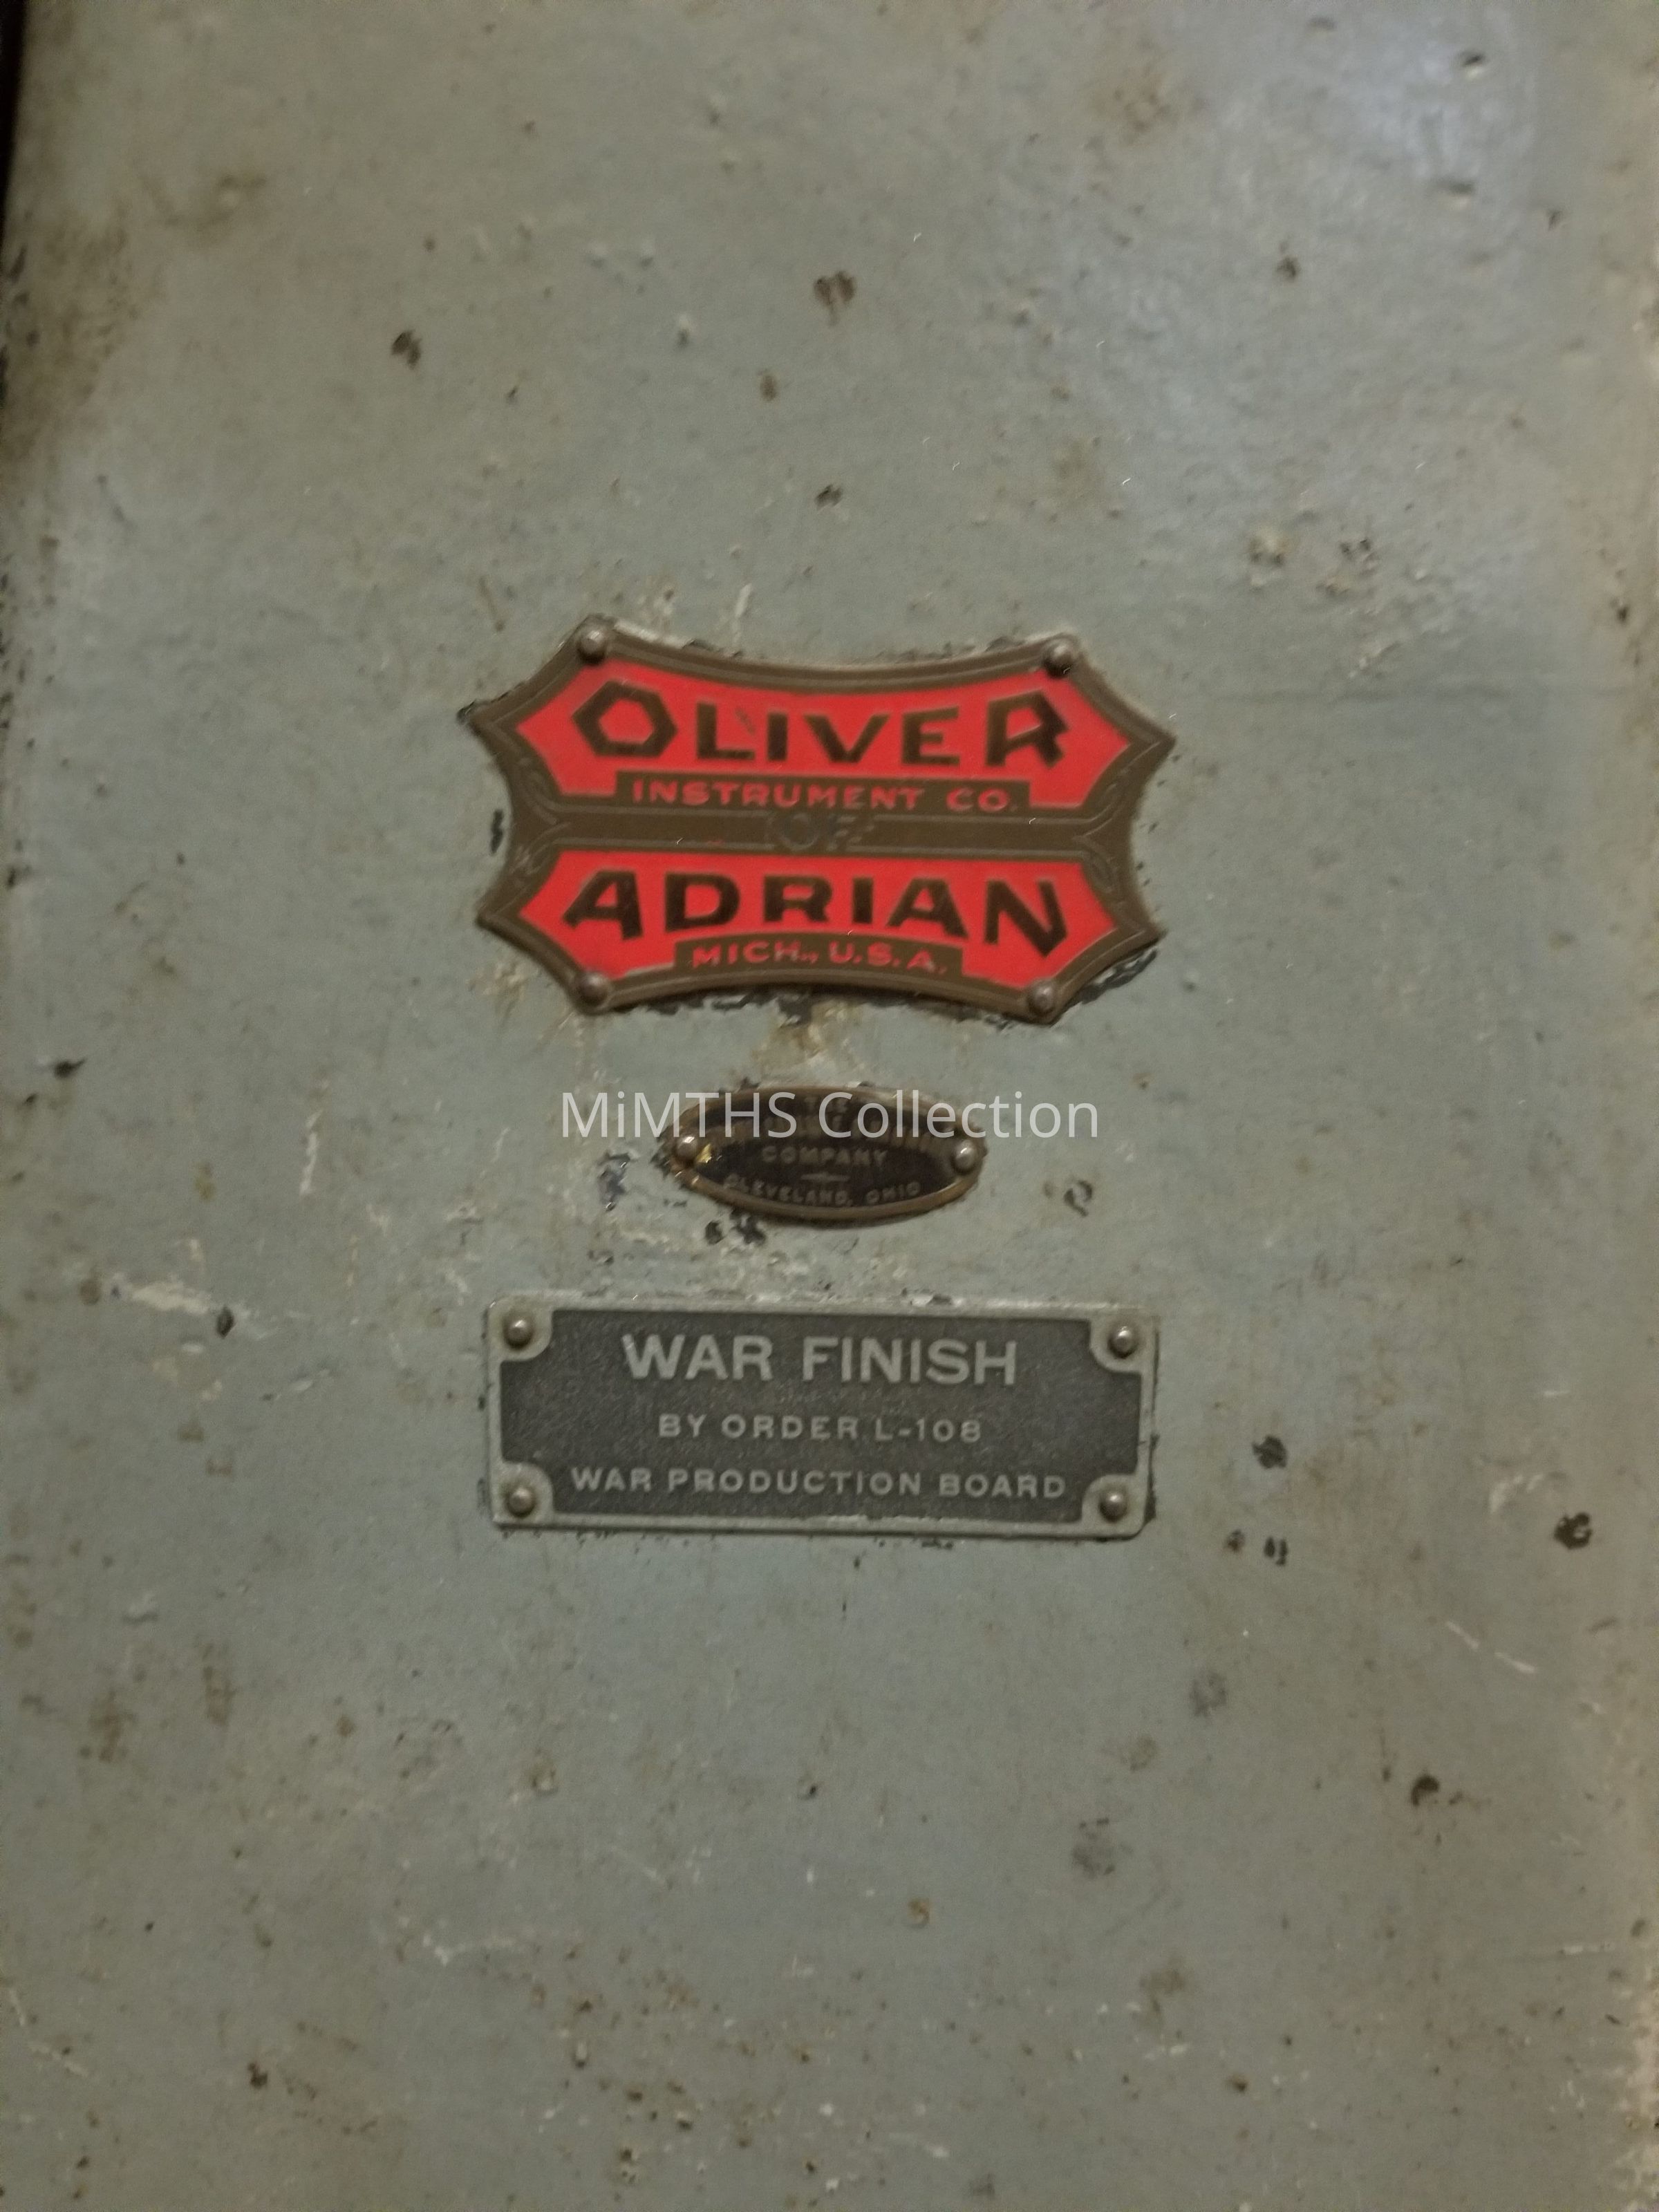 OLIVER
INSTRUMENT CO.
OF
ADRIAN
MICH., U.S.A.
MiMTHS Collection
COMPANY
CLEVELAND, OHIO
WAR FINISH
BY ORDER L-108
WAR PRODUCTION BOARD